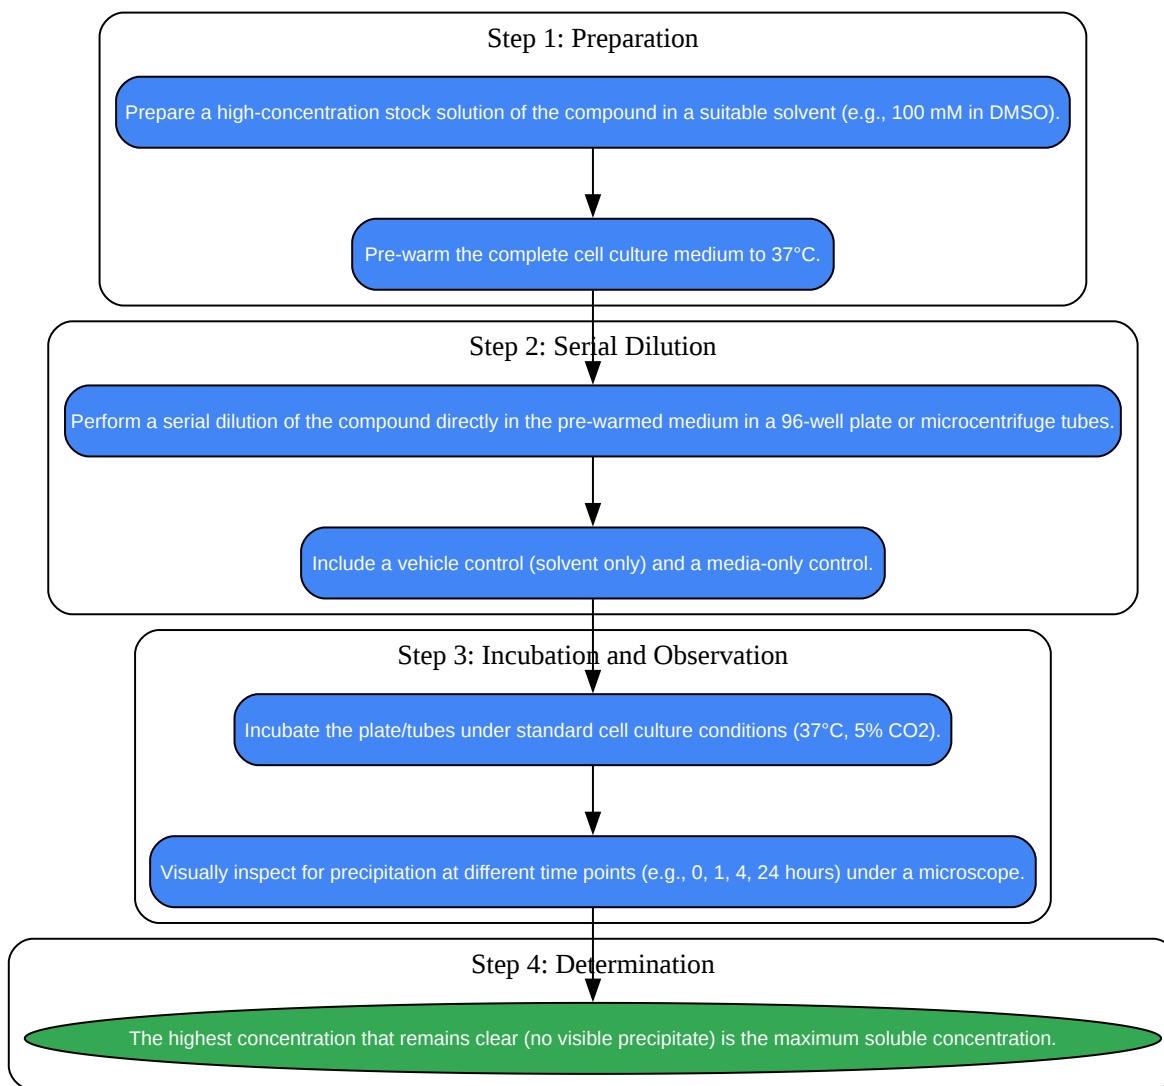 Step 1: Preparation
Prepare a high-concentration stock solution of the compound in a suitable solvent (e.g., 100 mM in DMSO).
Pre-warm the complete cell culture medium to 37°C.
Step 2: Serial Dilution
Perform a serial dilution of the compound directly in the pre-warmed medium in a 96-well plate or microcentrifuge tubes.
Include a vehicle control (solvent only) and a media-only control.
Step 3: Incubation and Observation
Incubate the plate/tubes under standard cell culture conditions (37°C, 5% CO2).
Visually inspect for precipitation at different time points (e.g., 0, 1, 4, 24 hours) under a microscope.
Step 4: Determination
The highest concentration that remains clear (no visible precipitate) is the maximum soluble concentration.